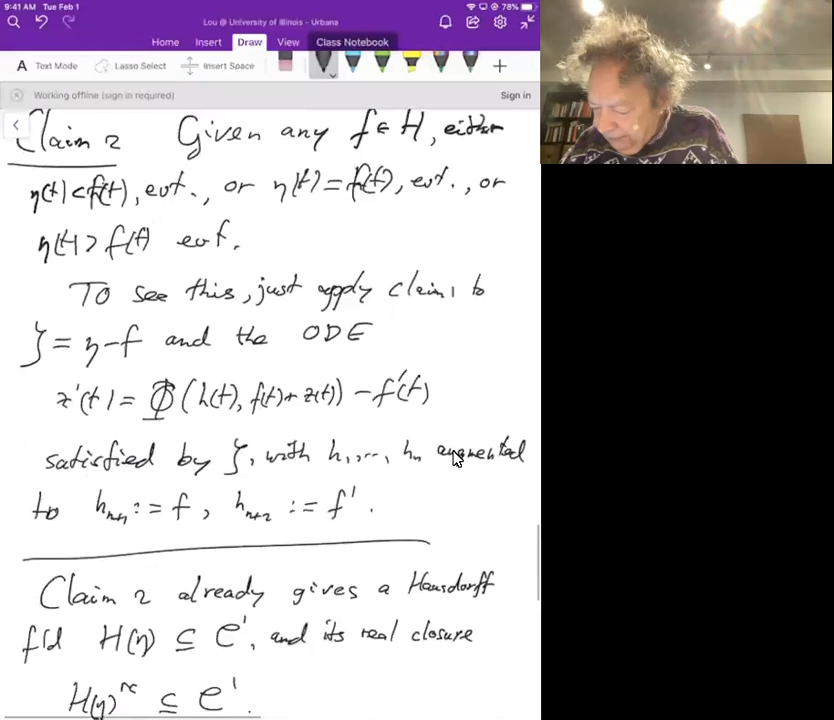 9:41 AM Tue Feb 1
78%
Lou @ University of Illinois - Urbana
Home Insert Draw View Class Notebook
A Text Mode Lasso Select Insert Space
Working offline (sign in required) Sign in
Claim 2 Given any f ∈ H, either
η(t) < f(t), evt., or η(t) = f(t), evt., or
η(t) > f(t) evt.
To see this, just apply claim 1 to
ζ = η - f and the ODE
z'(t) = Φ(h(t), f(t) + z(t)) - f'(t)
satisfied by ζ, with h₁, ..., hₙ augmented
to hₙ₊₁ := f, hₙ₊₂ := f'.
Claim 2 already gives a Hausdorff
f'ld H(η) ⊆ C', and its real closure
H(η)ʳᶜ ⊆ C'.